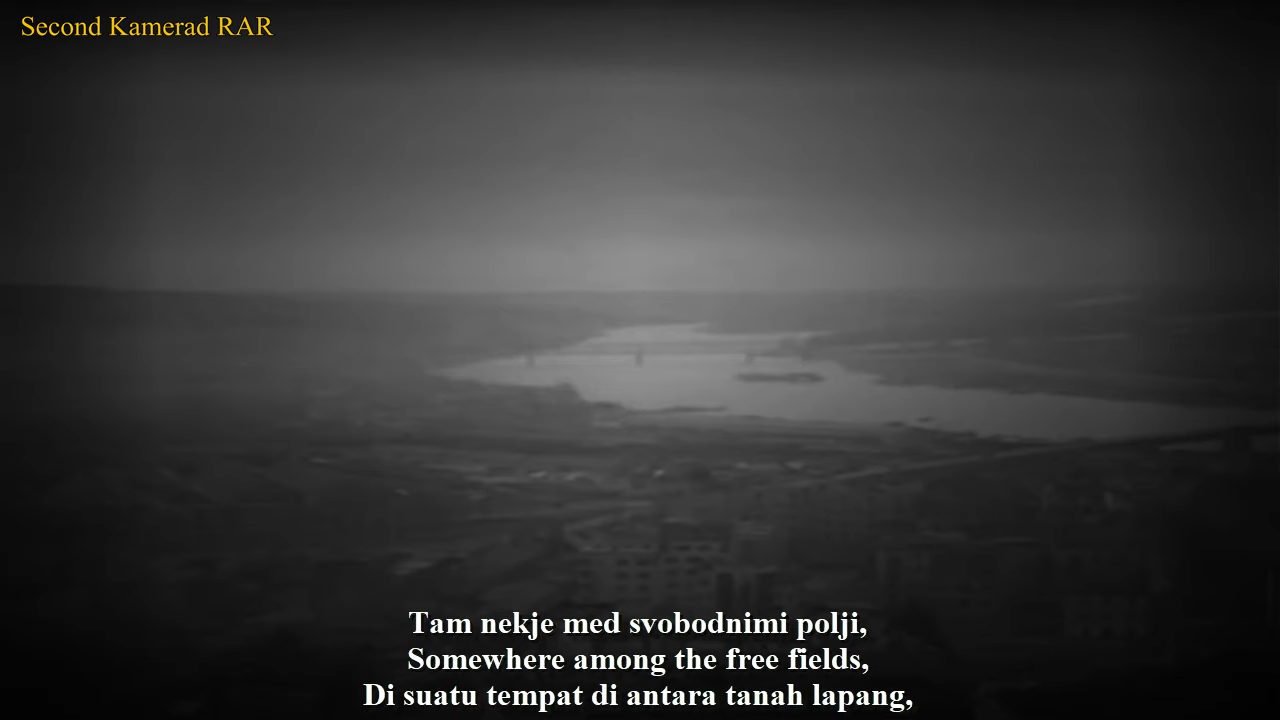 Second Kamerad RAR
Tam nekje med svobodnimi polji,
Somewhere among the free fields,
Di suatu tempat di antara tanah lapang,